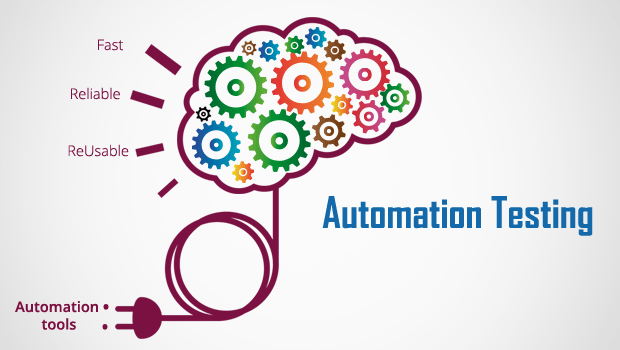 Fast
Reliable
ReUsable
Automation Testing
Automation
tools